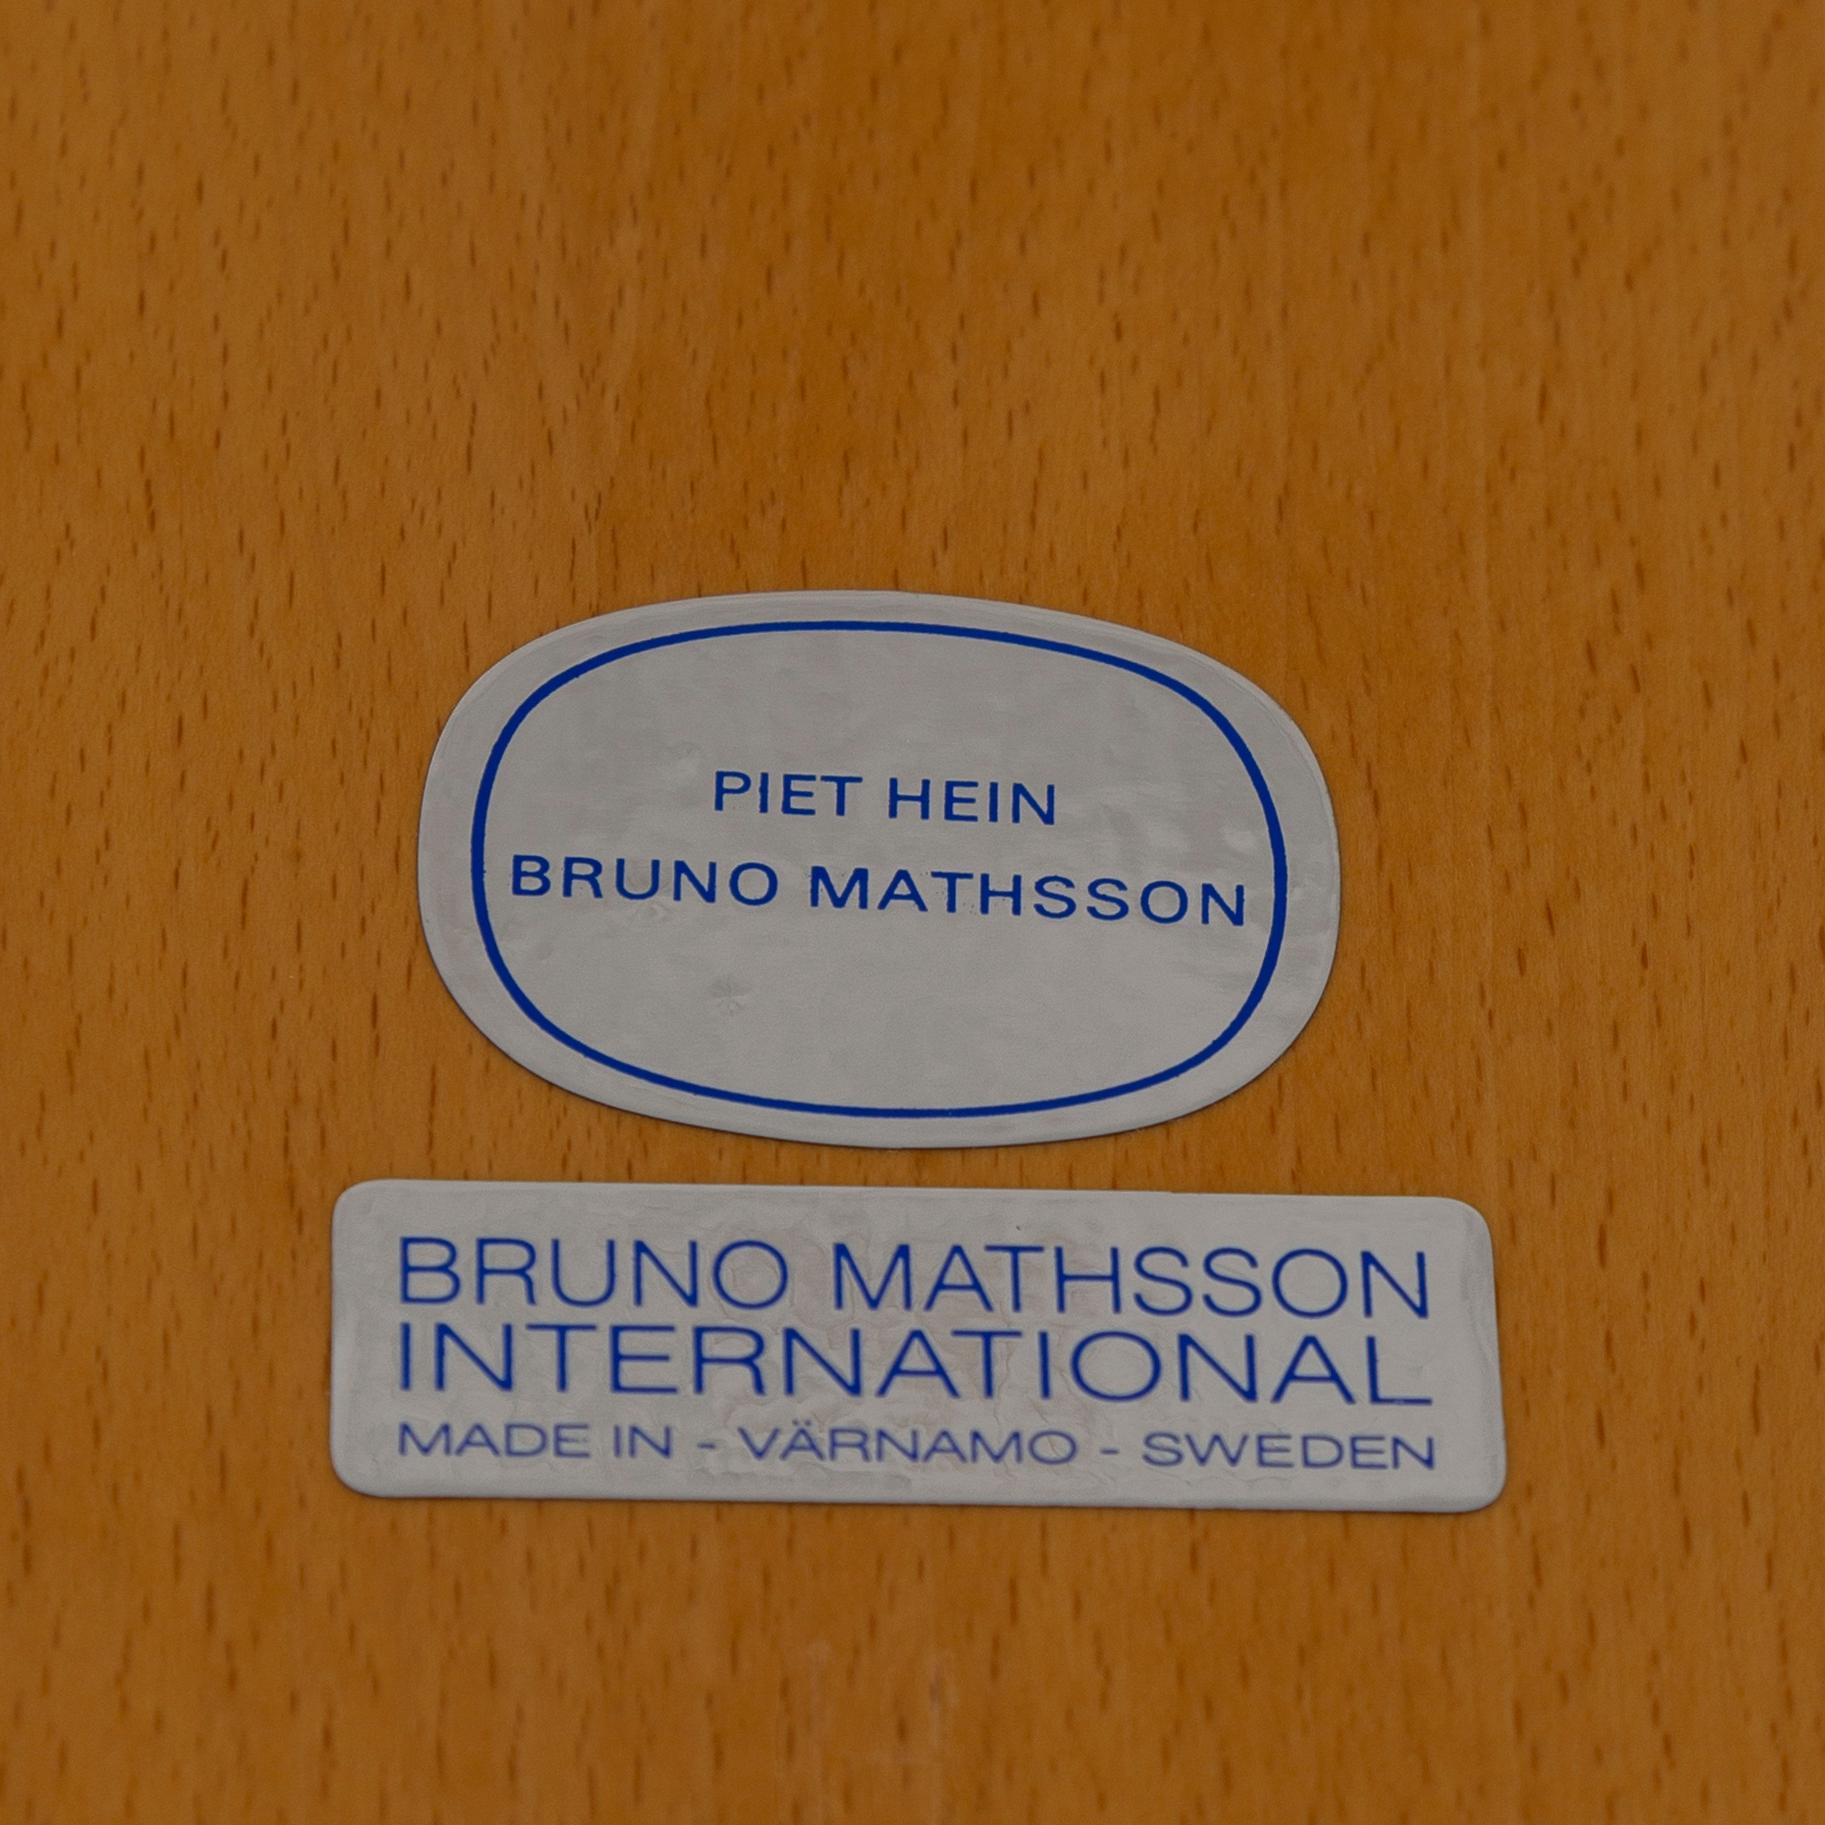 PIET HEIN
BRUNO MATHSSON
BRUNO MATHSSON
INTERNATIONAL
MADE IN - VÄRNAMO - SWEDEN